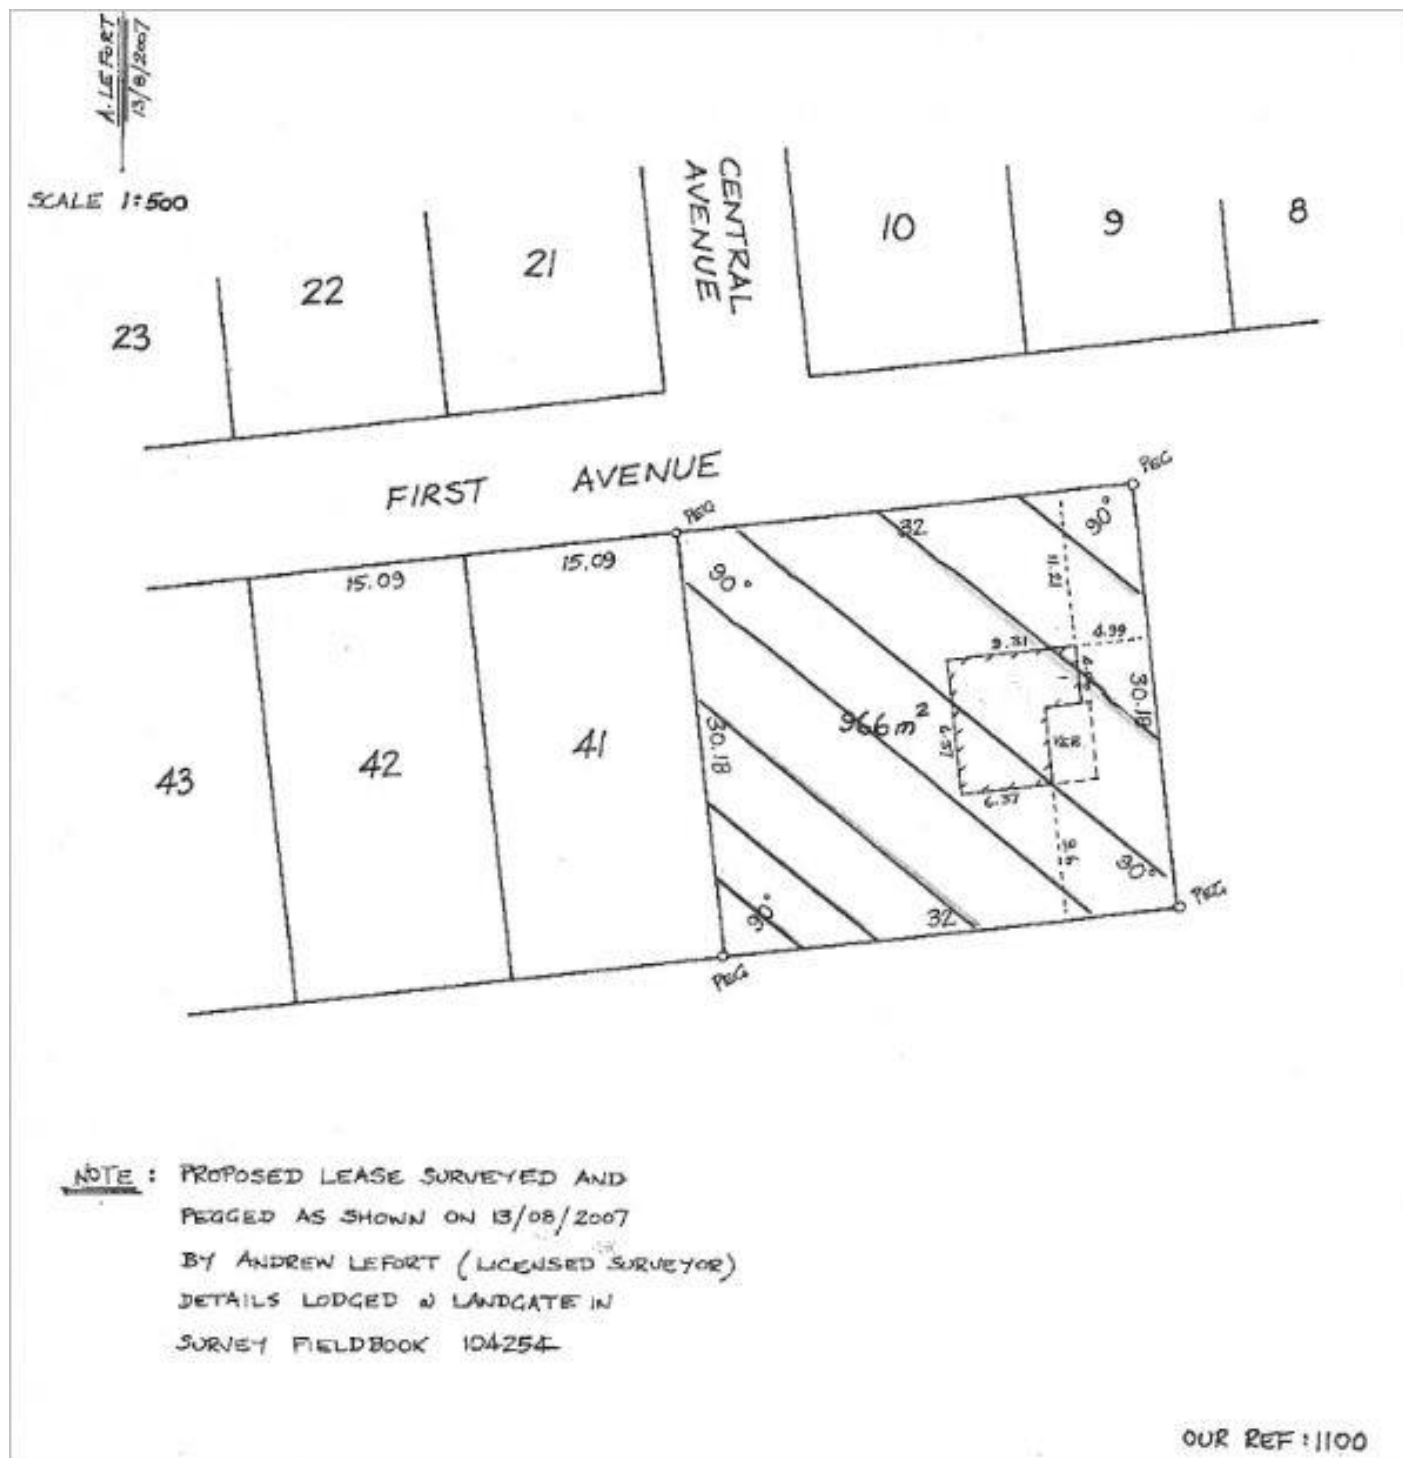 A. LEFORT
13/8/2007
SCALE 1:500
CENTRAL
AVENUE
10
9
8
21
22
23
FIRST AVENUE
PEG
PEG
15.09
15.09
32
90°
90°
11.21
9.31
4.99
30.18
966m²
6.37
30.18
41
42
43
90°
90°
32
PEG
PEG
NOTE : PROPOSED LEASE SURVEYED AND
PEGGED AS SHOWN ON 13/08/2007
BY ANDREW LEFORT (LICENSED SURVEYOR)
DETAILS LODGED @ LANDGATE IN
SURVEY FIELDBOOK 104254
OUR REF : 1100